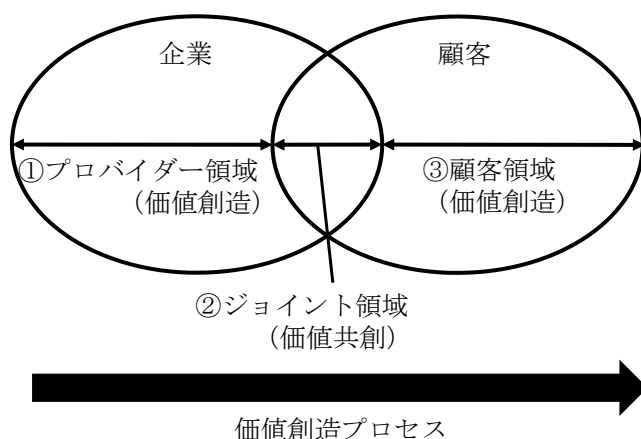 企業
顧客
①プロバイダー領域
(価値創造)
③顧客領域
(価値創造)
②ジョイント領域
(価値共創)
価値創造プロセス